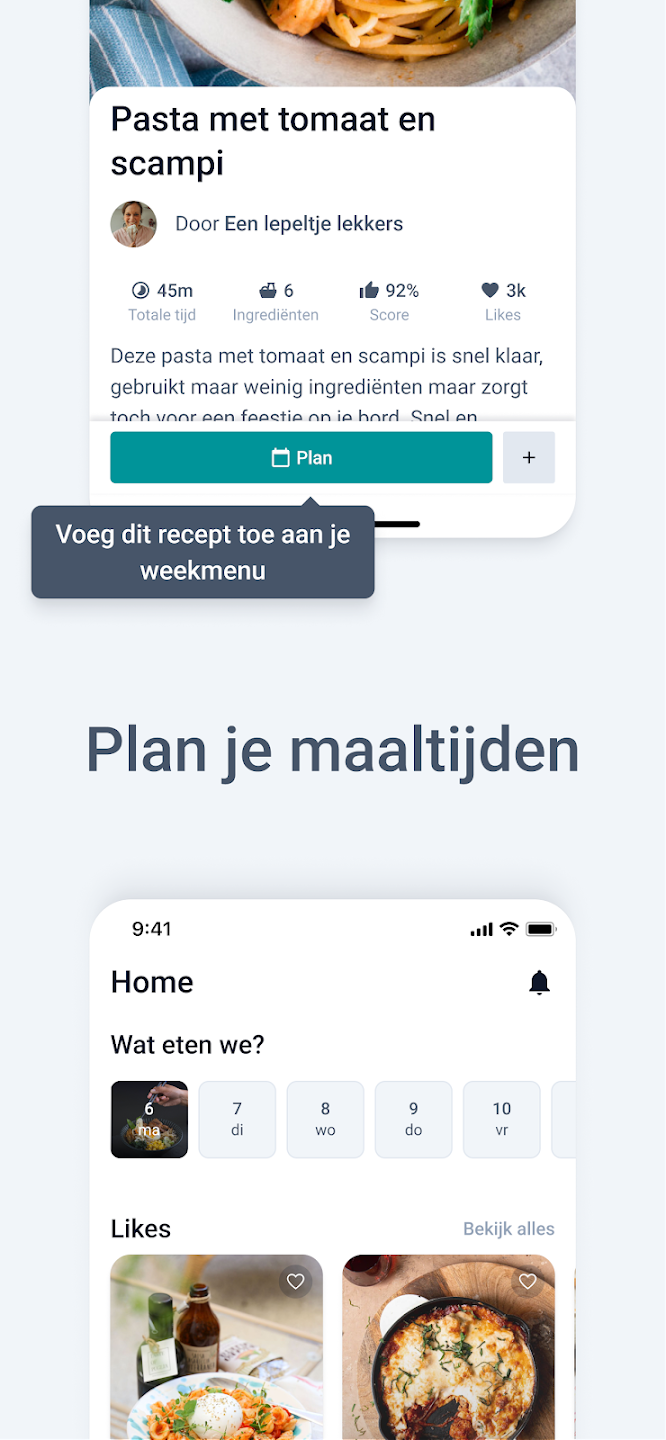 Pasta met tomaat en
scampi
Door Een lepeltje lekkers
45m 6 92% 3k
Totale tijd Ingrediënten Score Likes
Deze pasta met tomaat en scampi is snel klaar,
gebruikt maar weinig ingrediënten maar zorgt
toch voor een feestje op je bord. Snel en
Plan +
Voeg dit recept toe aan je
weekmenu
Plan je maaltijden
9:41
Home
Wat eten we?
6 7 8 9 10
ma di wo do vr
Likes Bekijk alles